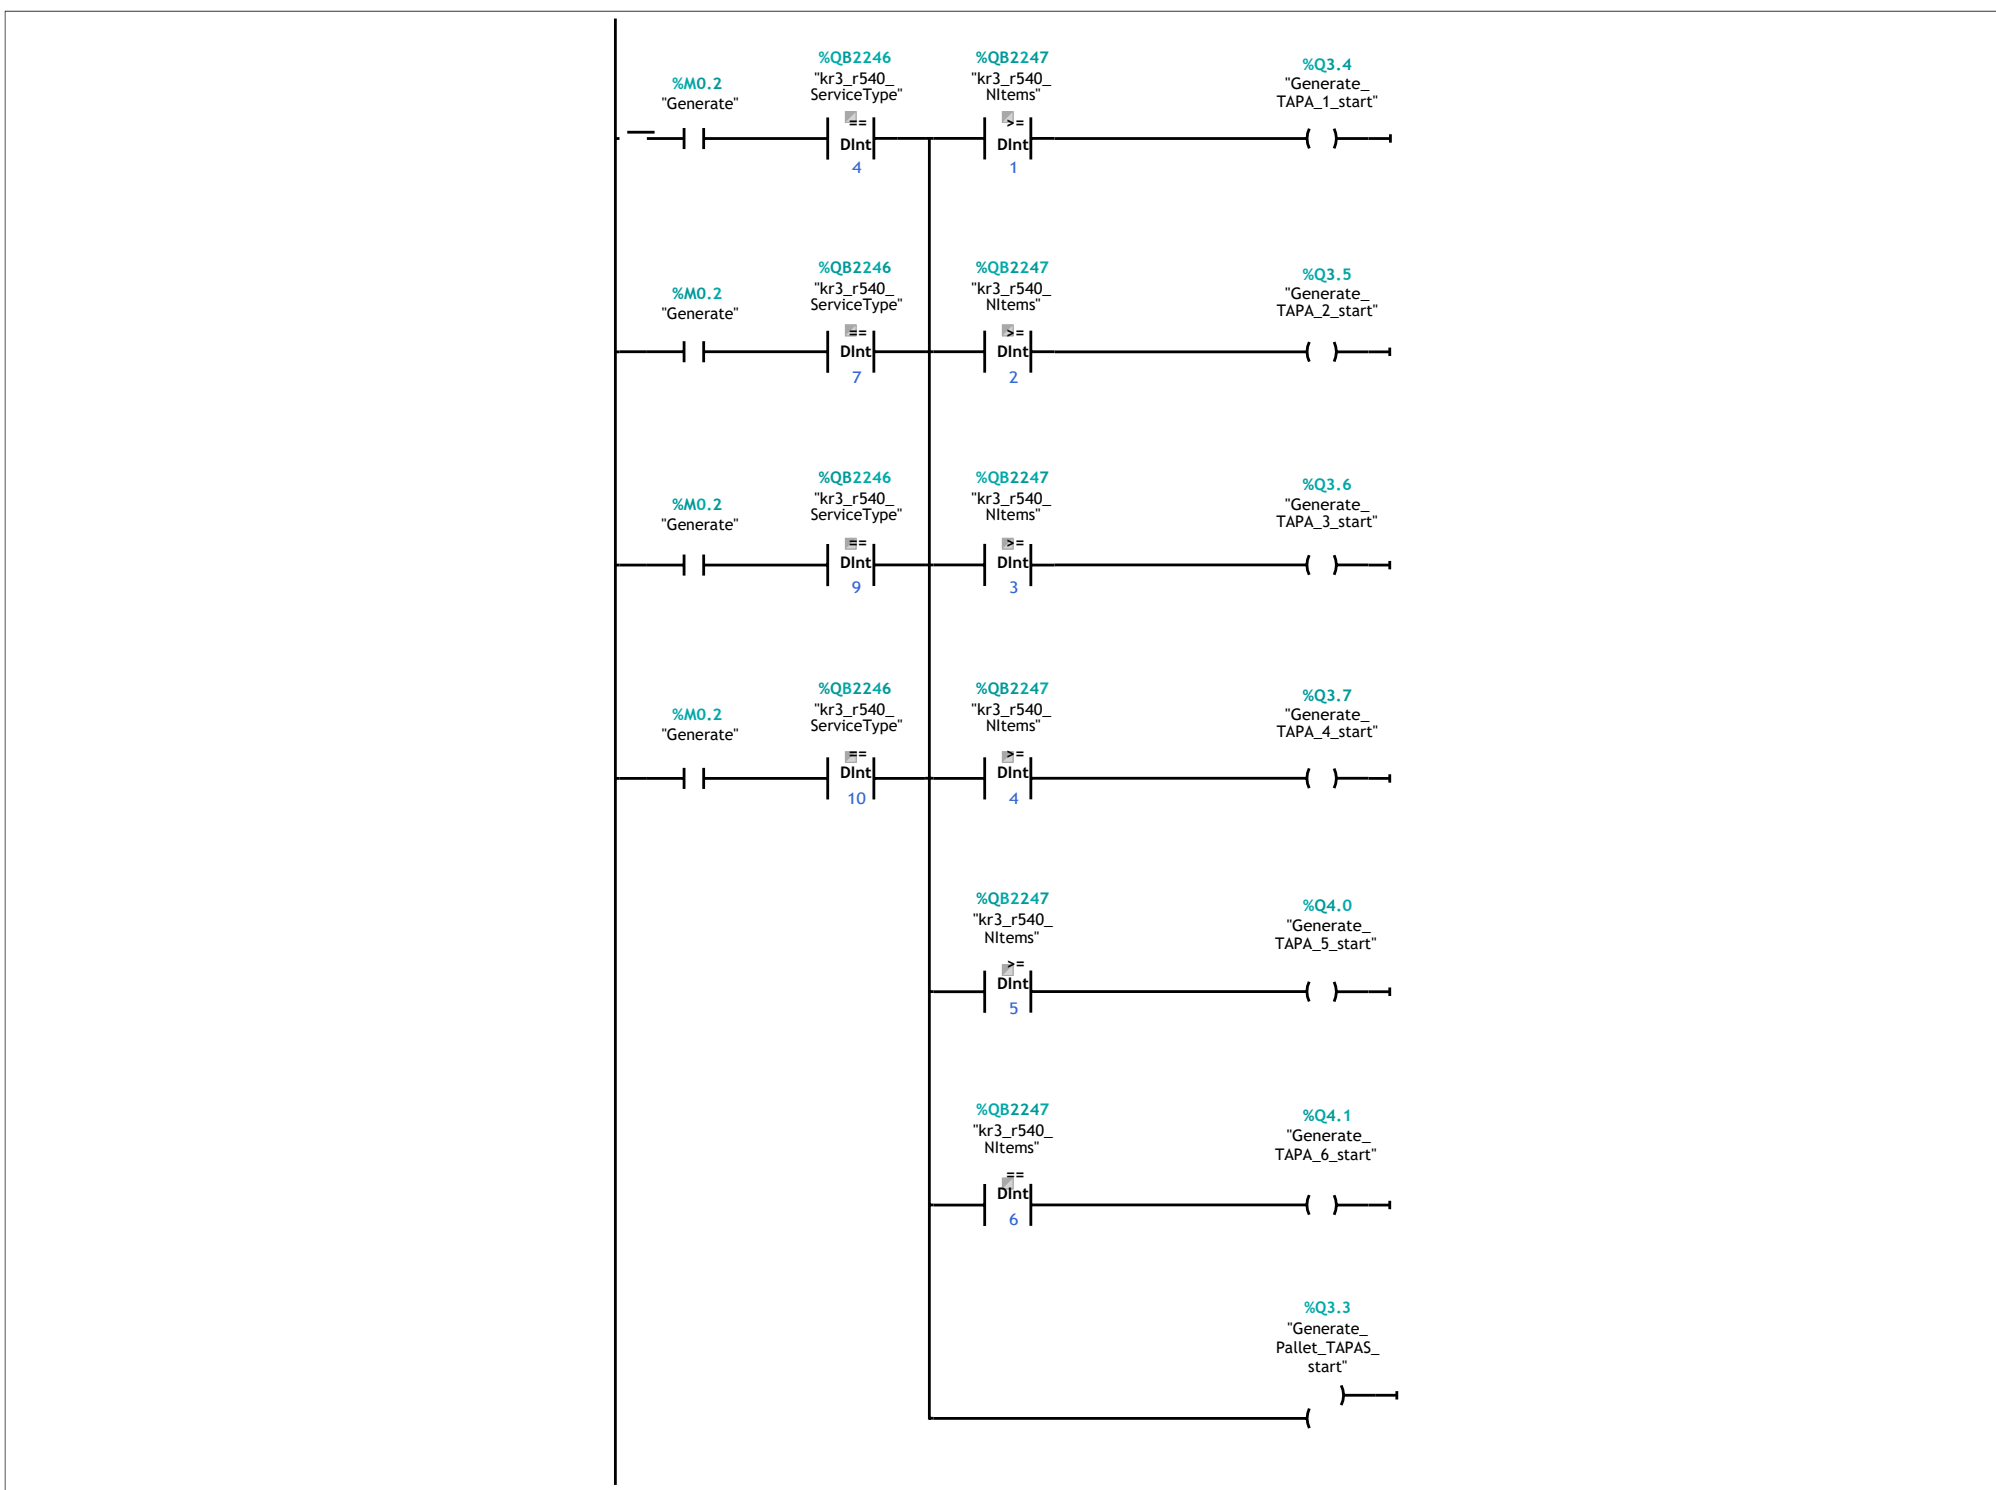 %QB2246
%QB2247
%Q3.4
%M0.2
"kr3_r540_
"kr3_r540_
"Generate_
"Generate"
ServiceType"
NItems"
TAPA_1_start"
==
>=
DInt
DInt
4
1
%QB2246
%QB2247
%Q3.5
%M0.2
"kr3_r540_
"kr3_r540_
"Generate_
"Generate"
ServiceType"
NItems"
TAPA_2_start"
==
>=
DInt
DInt
7
2
%QB2246
%QB2247
%Q3.6
%M0.2
"kr3_r540_
"kr3_r540_
"Generate_
"Generate"
ServiceType"
NItems"
TAPA_3_start"
==
>=
DInt
DInt
9
3
%QB2246
%QB2247
%Q3.7
%M0.2
"kr3_r540_
"kr3_r540_
"Generate_
"Generate"
ServiceType"
NItems"
TAPA_4_start"
==
>=
DInt
DInt
10
4
%QB2247
%Q4.0
"kr3_r540_
"Generate_
NItems"
TAPA_5_start"
>=
DInt
5
%QB2247
%Q4.1
"kr3_r540_
"Generate_
NItems"
TAPA_6_start"
==
DInt
6
%Q3.3
"Generate_
Pallet_TAPAS_
start"